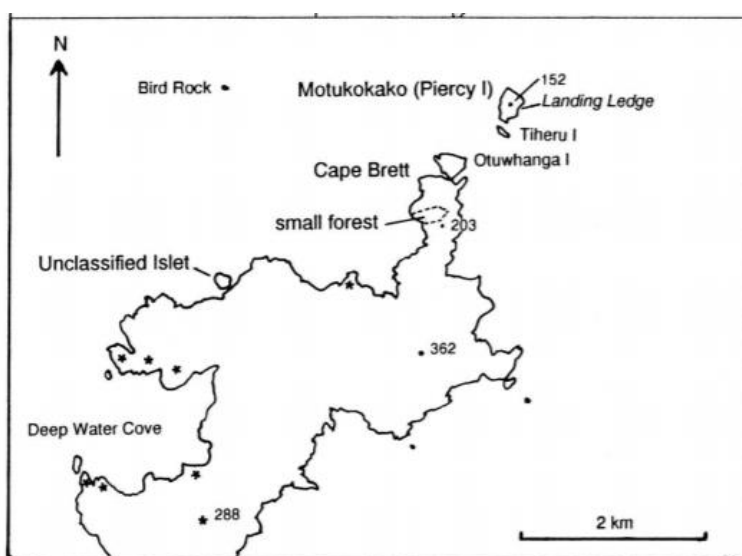 N
Bird Rock
Motukokako (Piercy I)
152
Landing Ledge
Tiheru I
Otuwhanga I
Cape Brett
small forest
203
Unclassified Islet
362
Deep Water Cove
288
2 km